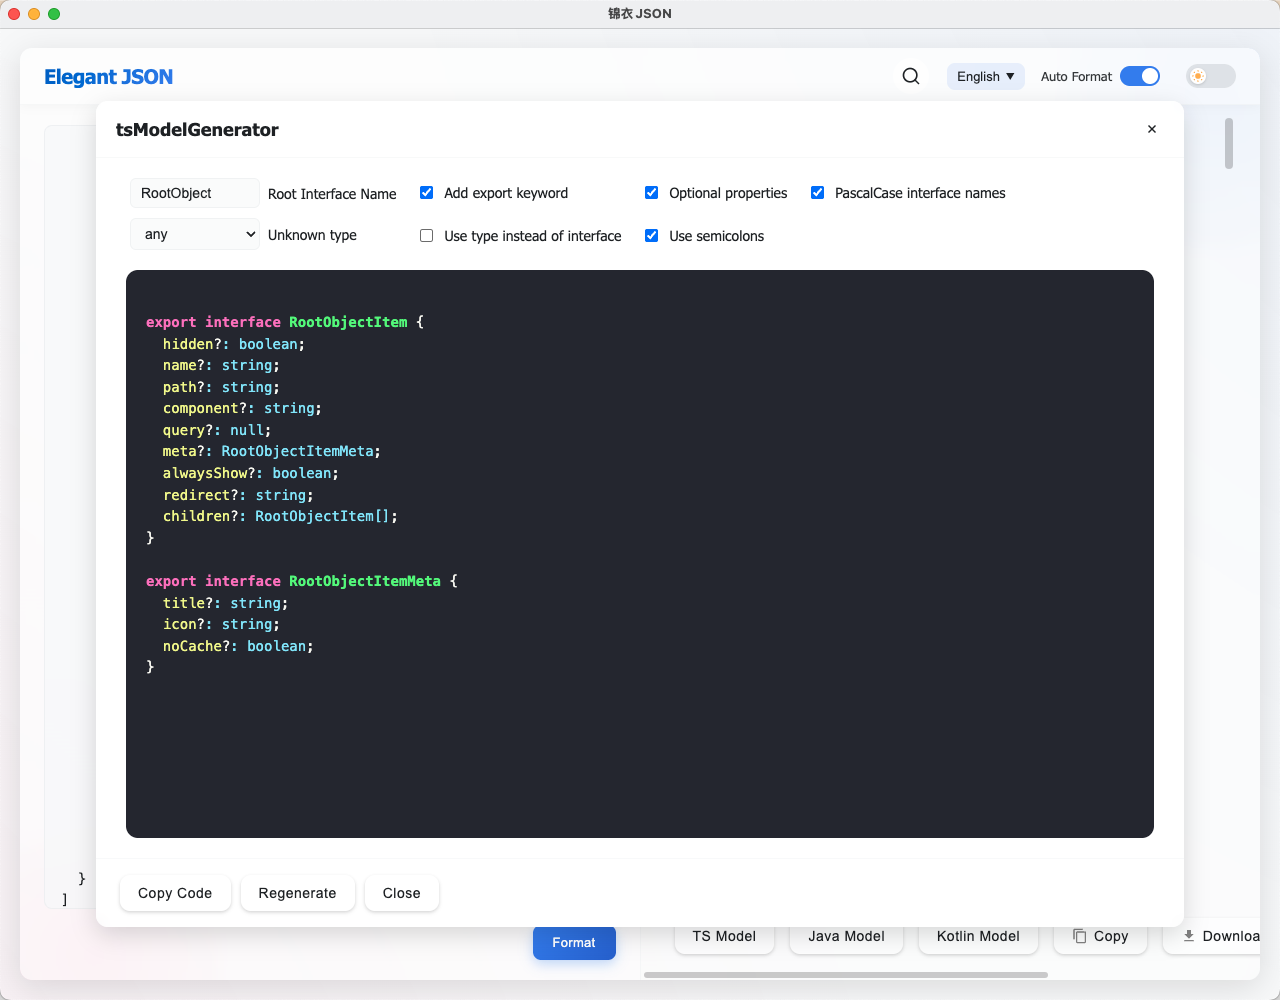 锦衣 JSON
Elegant JSON
English ▼
Auto Format
tsModelGenerator
×
RootObject
Root Interface Name
Add export keyword
Optional properties
PascalCase interface names
any
Unknown type
Use type instead of interface
Use semicolons
export interface RootObjectItem {
  hidden?: boolean;
  name?: string;
  path?: string;
  component?: string;
  query?: null;
  meta?: RootObjectItemMeta;
  alwaysShow?: boolean;
  redirect?: string;
  children?: RootObjectItem[];
}
export interface RootObjectItemMeta {
  title?: string;
  icon?: string;
  noCache?: boolean;
}
}
]
Copy Code
Regenerate
Close
Format
TS Model
Java Model
Kotlin Model
Copy
Downloa